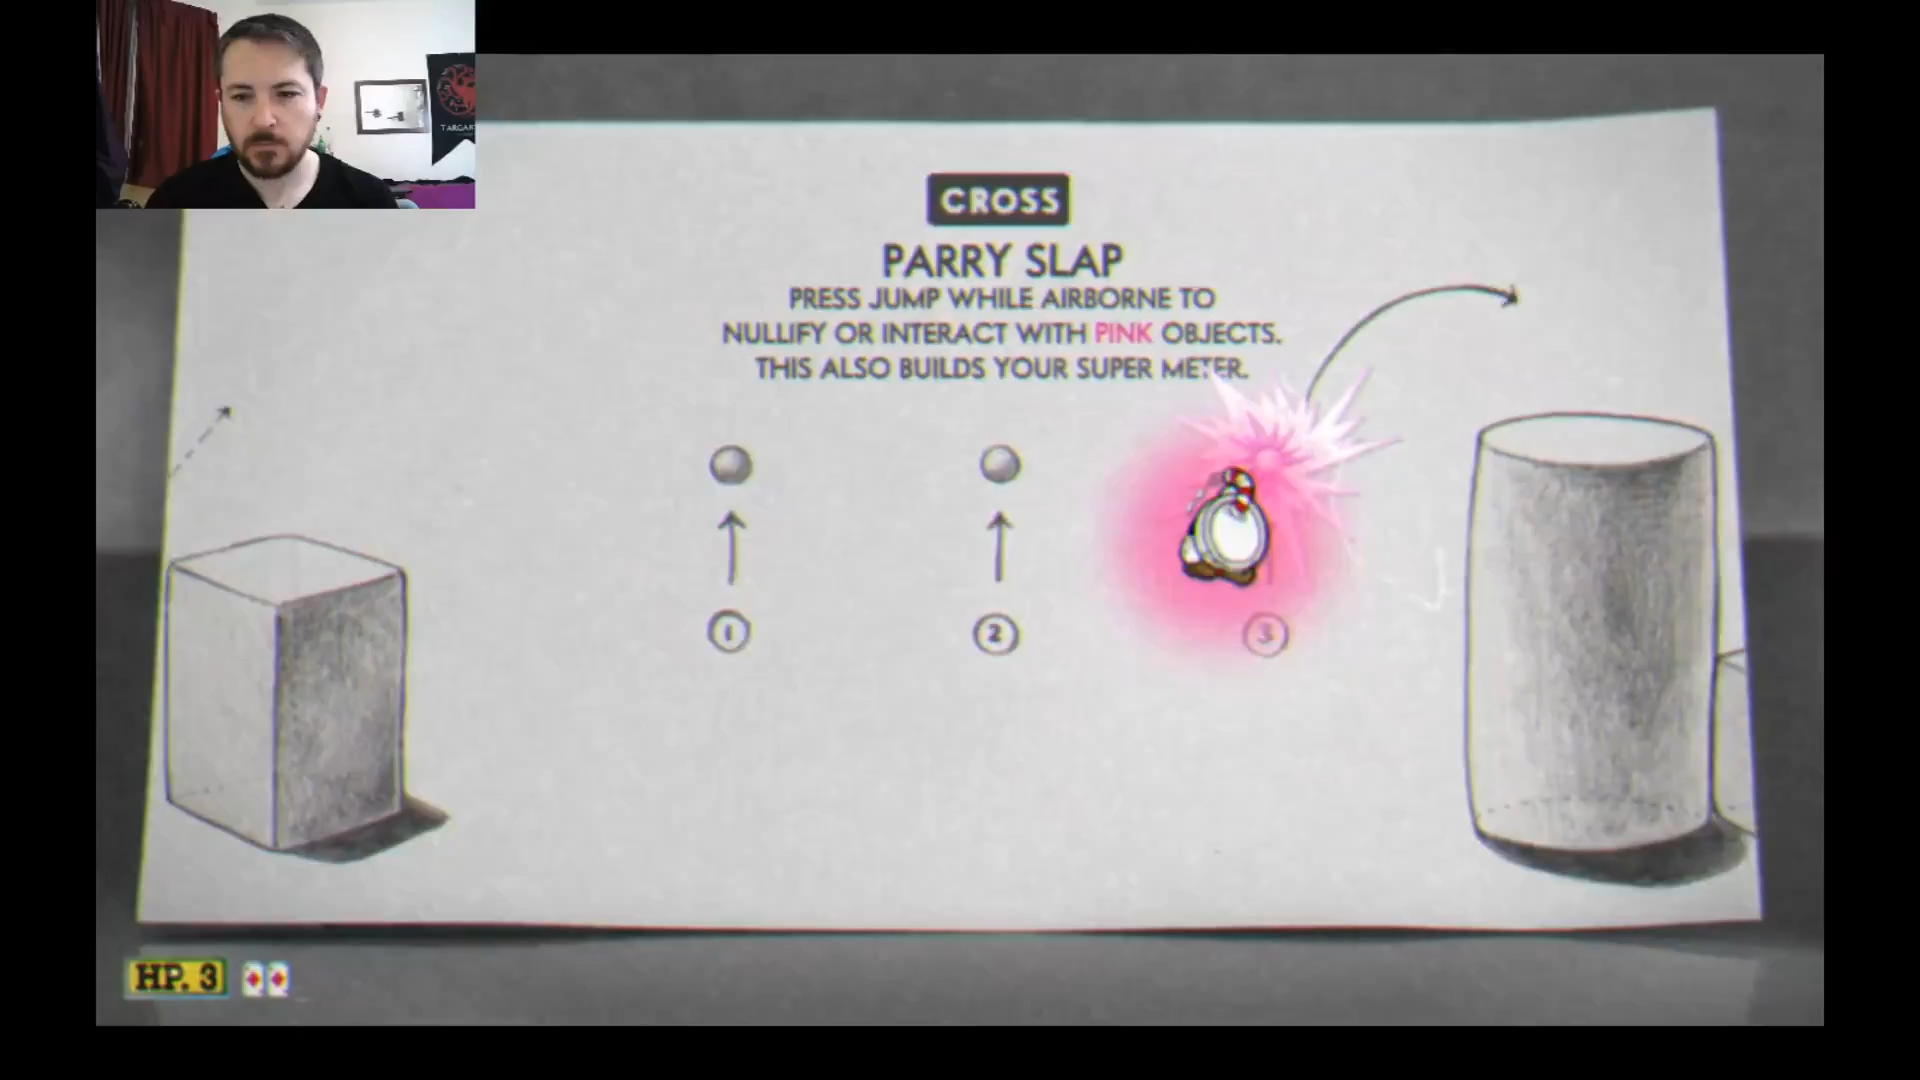 CROSS
PARRY SLAP
PRESS JUMP WHILE AIRBORNE TO
NULLIFY OR INTERACT WITH PINK OBJECTS.
THIS ALSO BUILDS YOUR SUPER METER.
1 2 3
HP. 3